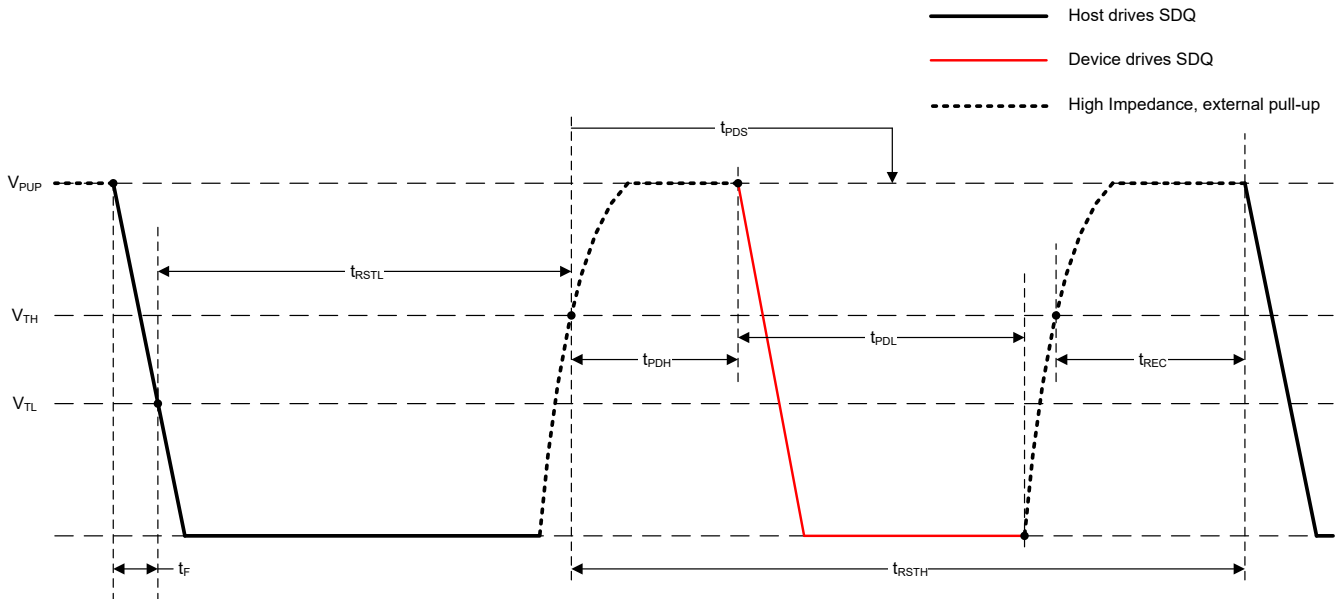 Host drives SDQ
Device drives SDQ
High Impedance, external pull-up
tPDS
VPUP
tRSTL
VTH
tPDH
tPDL
tREC
VTL
tF
tRSTH